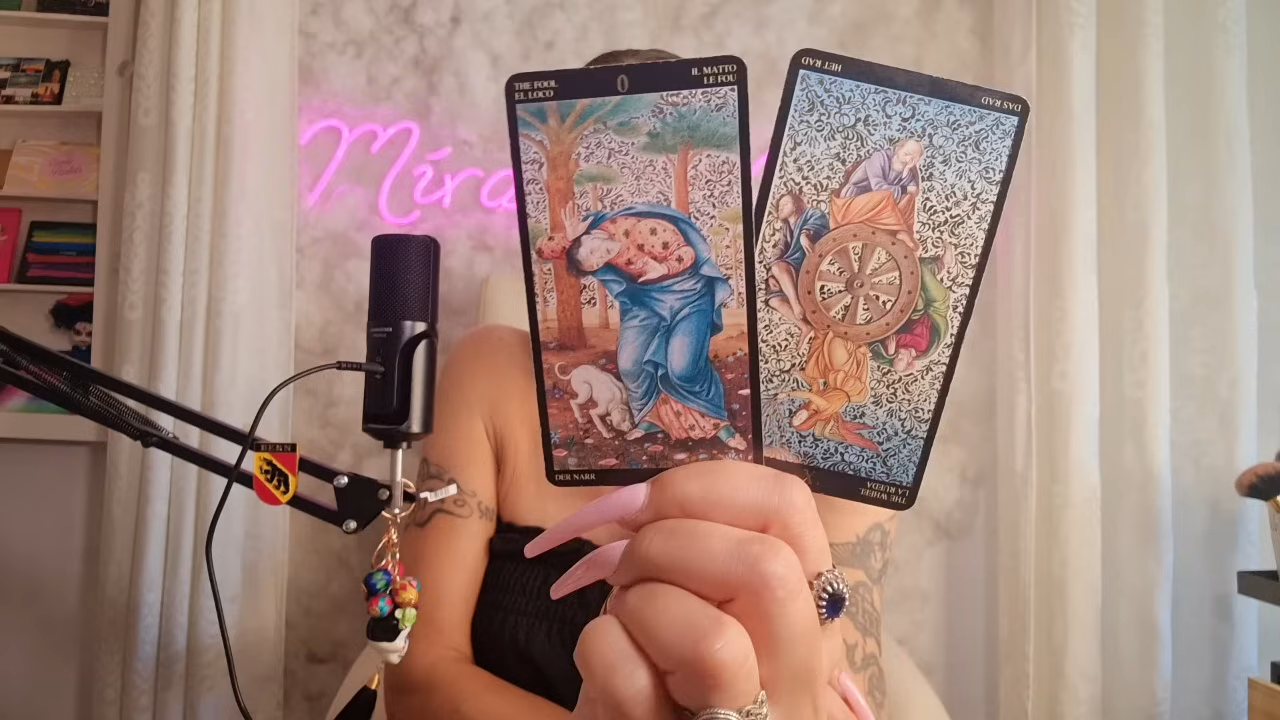 THE FOOL
EL LOCO
0
IL MATTO
LE FOU
DER NARR
HET RAD
DAS RAD
THE WHEEL
LA RUEDA
Míra
BERN